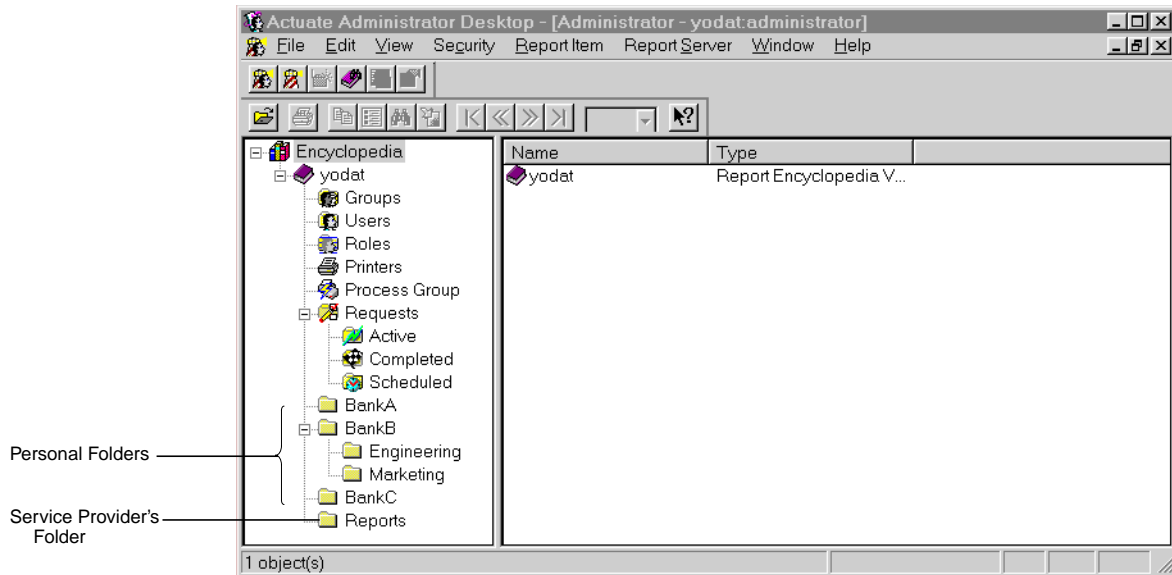 Actuate Administrator Desktop - [Administrator - yodat:administrator]
File Edit View Security Report Item Report Server Window Help
Encyclopedia
yodat
Groups
Users
Roles
Printers
Process Group
Requests
Active
Completed
Scheduled
BankA
BankB
Engineering
Marketing
BankC
Reports
Name Type
yodat Report Encyclopedia V...
Personal Folders
Service Provider's
Folder
1 object(s)